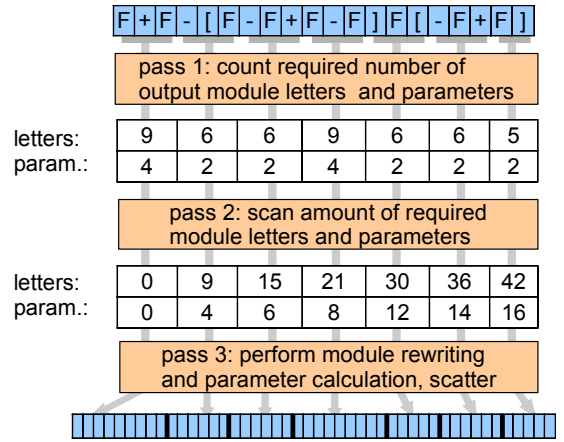 F+F-[F-F+F-F]F[-F+F]
pass 1: count required number of
output module letters and parameters
letters: 9 6 6 9 6 6 5
param.: 4 2 2 4 2 2 2
pass 2: scan amount of required
module letters and parameters
letters: 0 9 15 21 30 36 42
param.: 0 4 6 8 12 14 16
pass 3: perform module rewriting
and parameter calculation, scatter